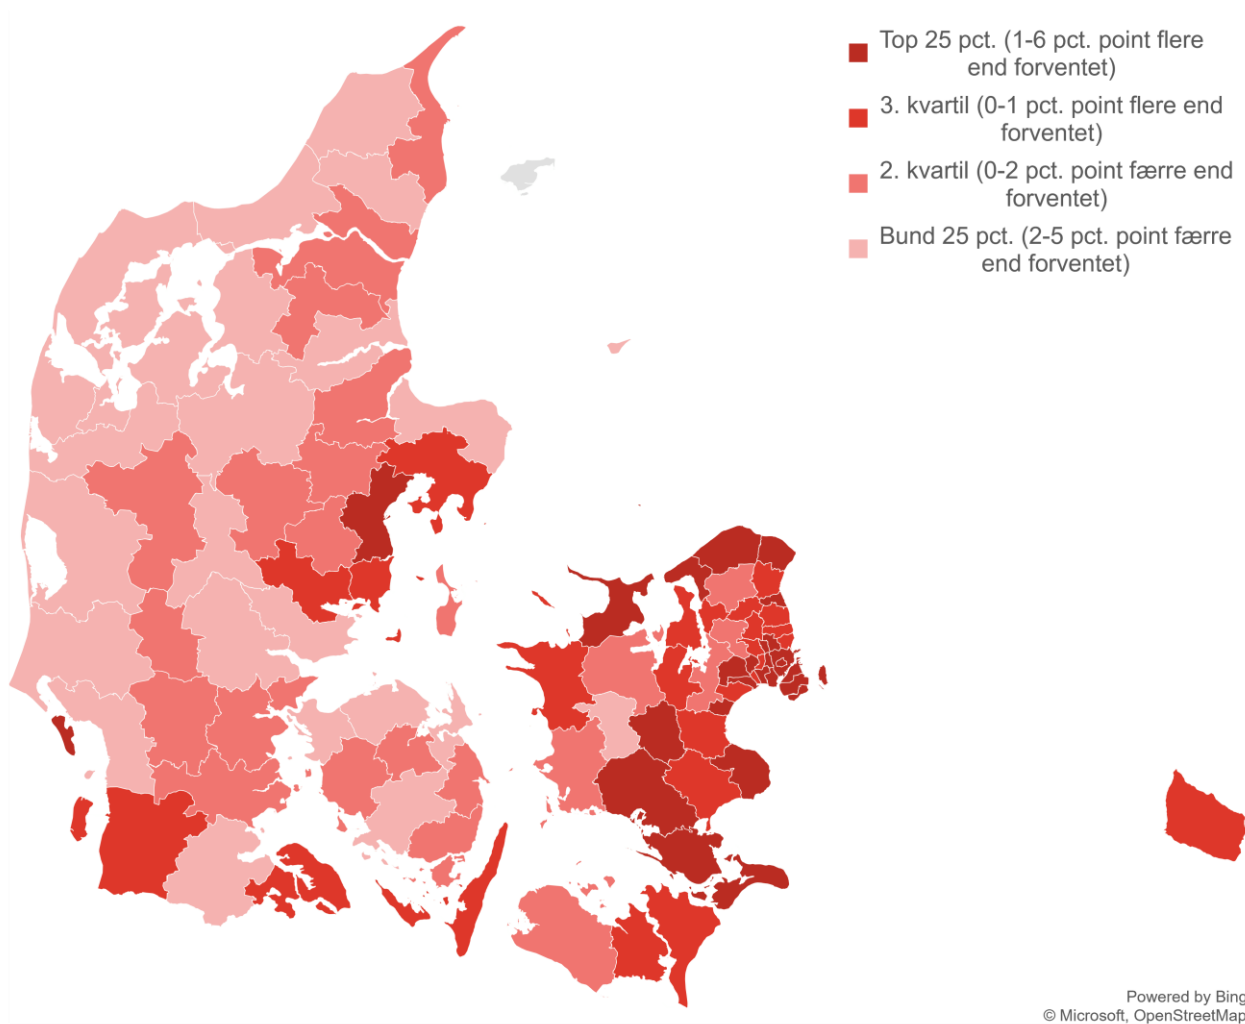 Top 25 pct. (1-6 pct. point flere
end forventet)
3. kvartil (0-1 pct. point flere end
forventet)
2. kvartil (0-2 pct. point færre end
forventet)
Bund 25 pct. (2-5 pct. point færre
end forventet)
Powered by Bing
© Microsoft, OpenStreetMap